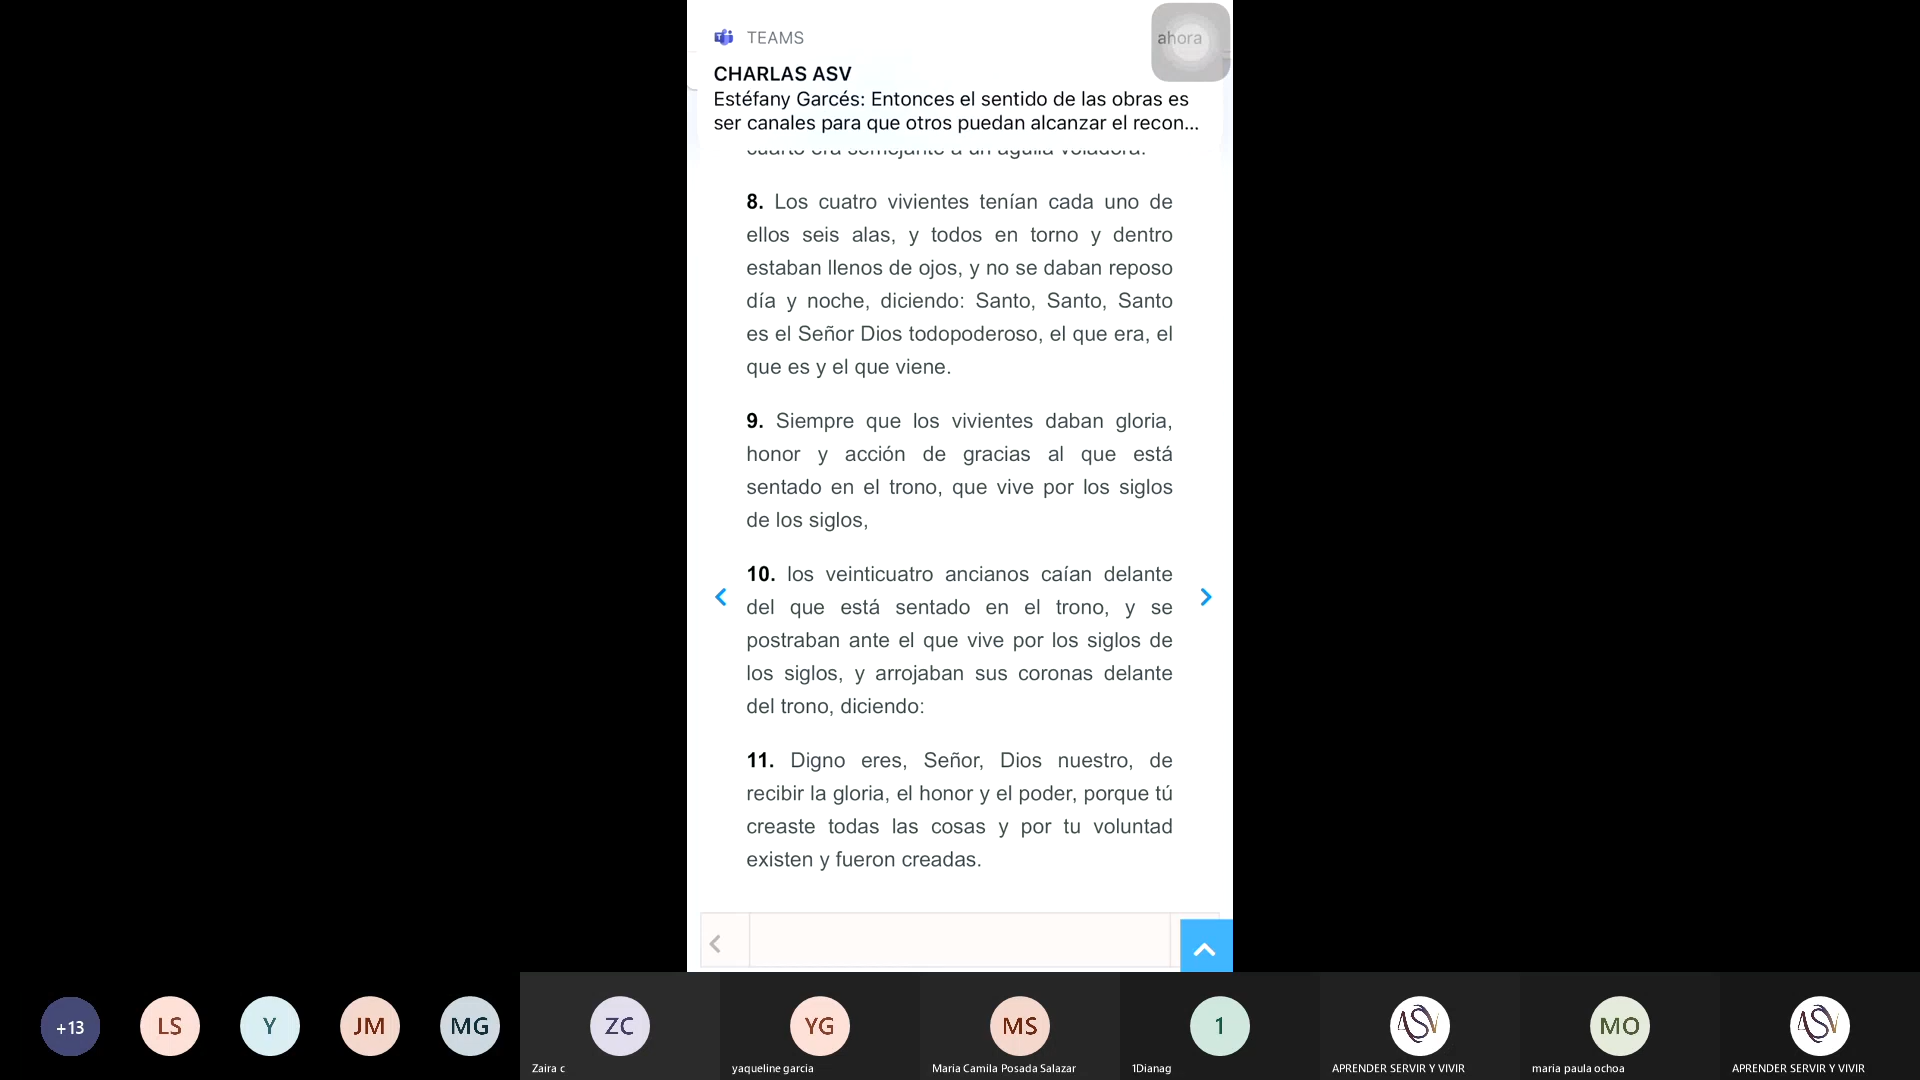 TEAMS
ahora
CHARLAS ASV
Estéfany Garcés: Entonces el sentido de las obras es
ser canales para que otros puedan alcanzar el recon...
cuarto era semejante a un águila voladora.
8. Los cuatro vivientes tenían cada uno de
ellos seis alas, y todos en torno y dentro
estaban llenos de ojos, y no se daban reposo
día y noche, diciendo: Santo, Santo, Santo
es el Señor Dios todopoderoso, el que era, el
que es y el que viene.
9. Siempre que los vivientes daban gloria,
honor y acción de gracias al que está
sentado en el trono, que vive por los siglos
de los siglos,
10. los veinticuatro ancianos caían delante
del que está sentado en el trono, y se
postraban ante el que vive por los siglos de
los siglos, y arrojaban sus coronas delante
del trono, diciendo:
11. Digno eres, Señor, Dios nuestro, de
recibir la gloria, el honor y el poder, porque tú
creaste todas las cosas y por tu voluntad
existen y fueron creadas.
+13
LS
Y
JM
MG
ZC
YG
MS
1
ASV
MO
ASV
Zaira c
yaqueline garcia
Maria Camila Posada Salazar
1Dianag
APRENDER SERVIR Y VIVIR
maria paula ochoa
APRENDER SERVIR Y VIVIR